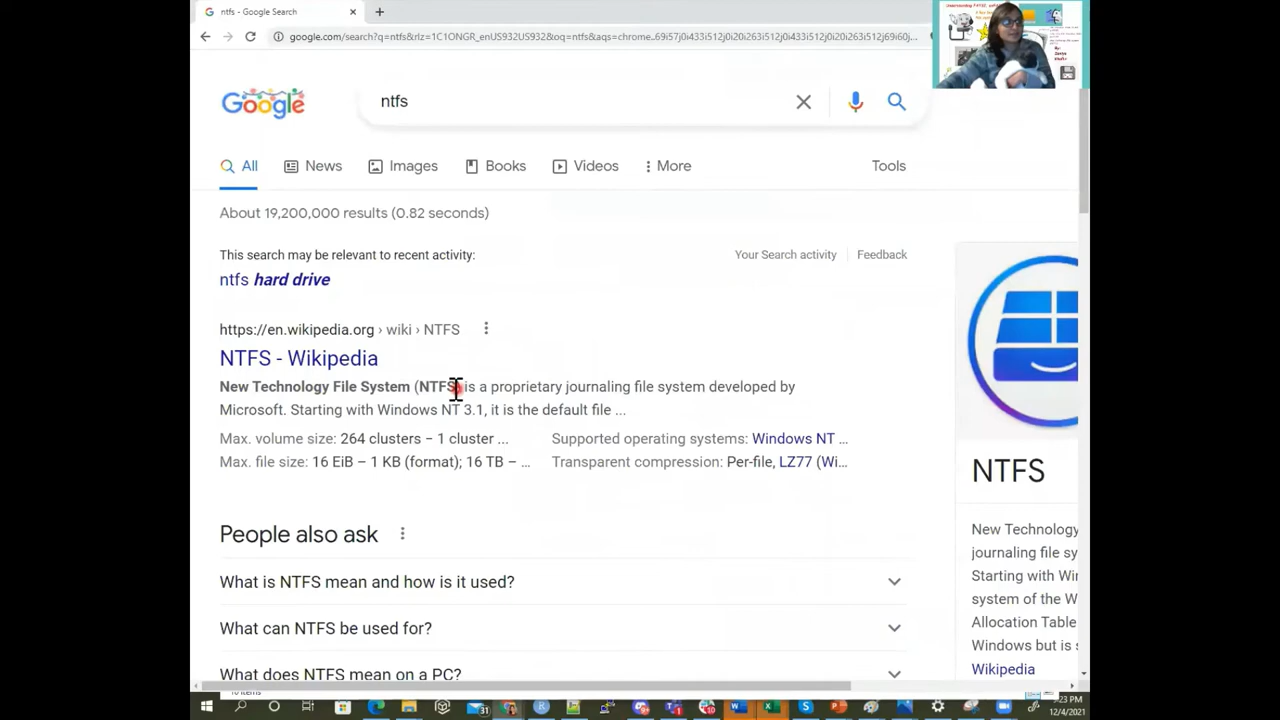 ntfs - Google Search
google.com/search?q=ntfs&rlz=1C1ONGR_enUS932US932&oq=ntfs&aqs=chrome..69i57j0i433i512j0i20i263i512j0i433i512j0i20i263i512j69i60j...
Google
ntfs
All
News
Images
Books
Videos
More
Tools
About 19,200,000 results (0.82 seconds)
This search may be relevant to recent activity:
Your Search activity
Feedback
ntfs hard drive
https://en.wikipedia.org › wiki › NTFS
NTFS - Wikipedia
New Technology File System (NTFS) is a proprietary journaling file system developed by
Microsoft. Starting with Windows NT 3.1, it is the default file ...
Max. volume size: 264 clusters − 1 cluster ...
Supported operating systems: Windows NT ...
Max. file size: 16 EiB − 1 KB (format); 16 TB − ...
Transparent compression: Per-file, LZ77 (Wi...
People also ask
What is NTFS mean and how is it used?
What can NTFS be used for?
What does NTFS mean on a PC?
NTFS
New Technology
journaling file sy
Starting with Win
system of the W
Allocation Table
Windows but is s
Wikipedia
31
10
9:23 PM
12/4/2021